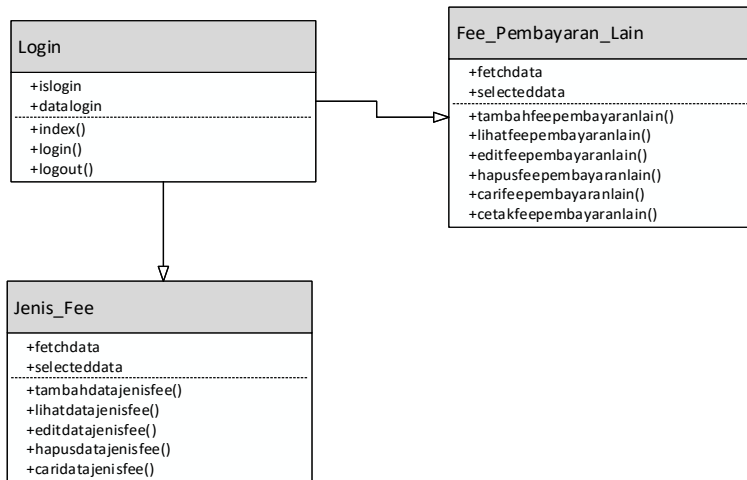 Login
+islogin
+datalogin
+index()
+login()
+logout()
Fee_Pembayaran_Lain
+fetchdata
+selecteddata
+tambahfeepembayaranlain()
+lihatfeepembayaranlain()
+editfeepembayaranlain()
+hapusfeepembayaranlain()
+carifeepembayaranlain()
+cetakfeepembayaranlain()
Jenis_Fee
+fetchdata
+selecteddata
+tambahdatajenisfee()
+lihatdatajenisfee()
+editdatajenisfee()
+hapusdatajenisfee()
+caridatajenisfee()